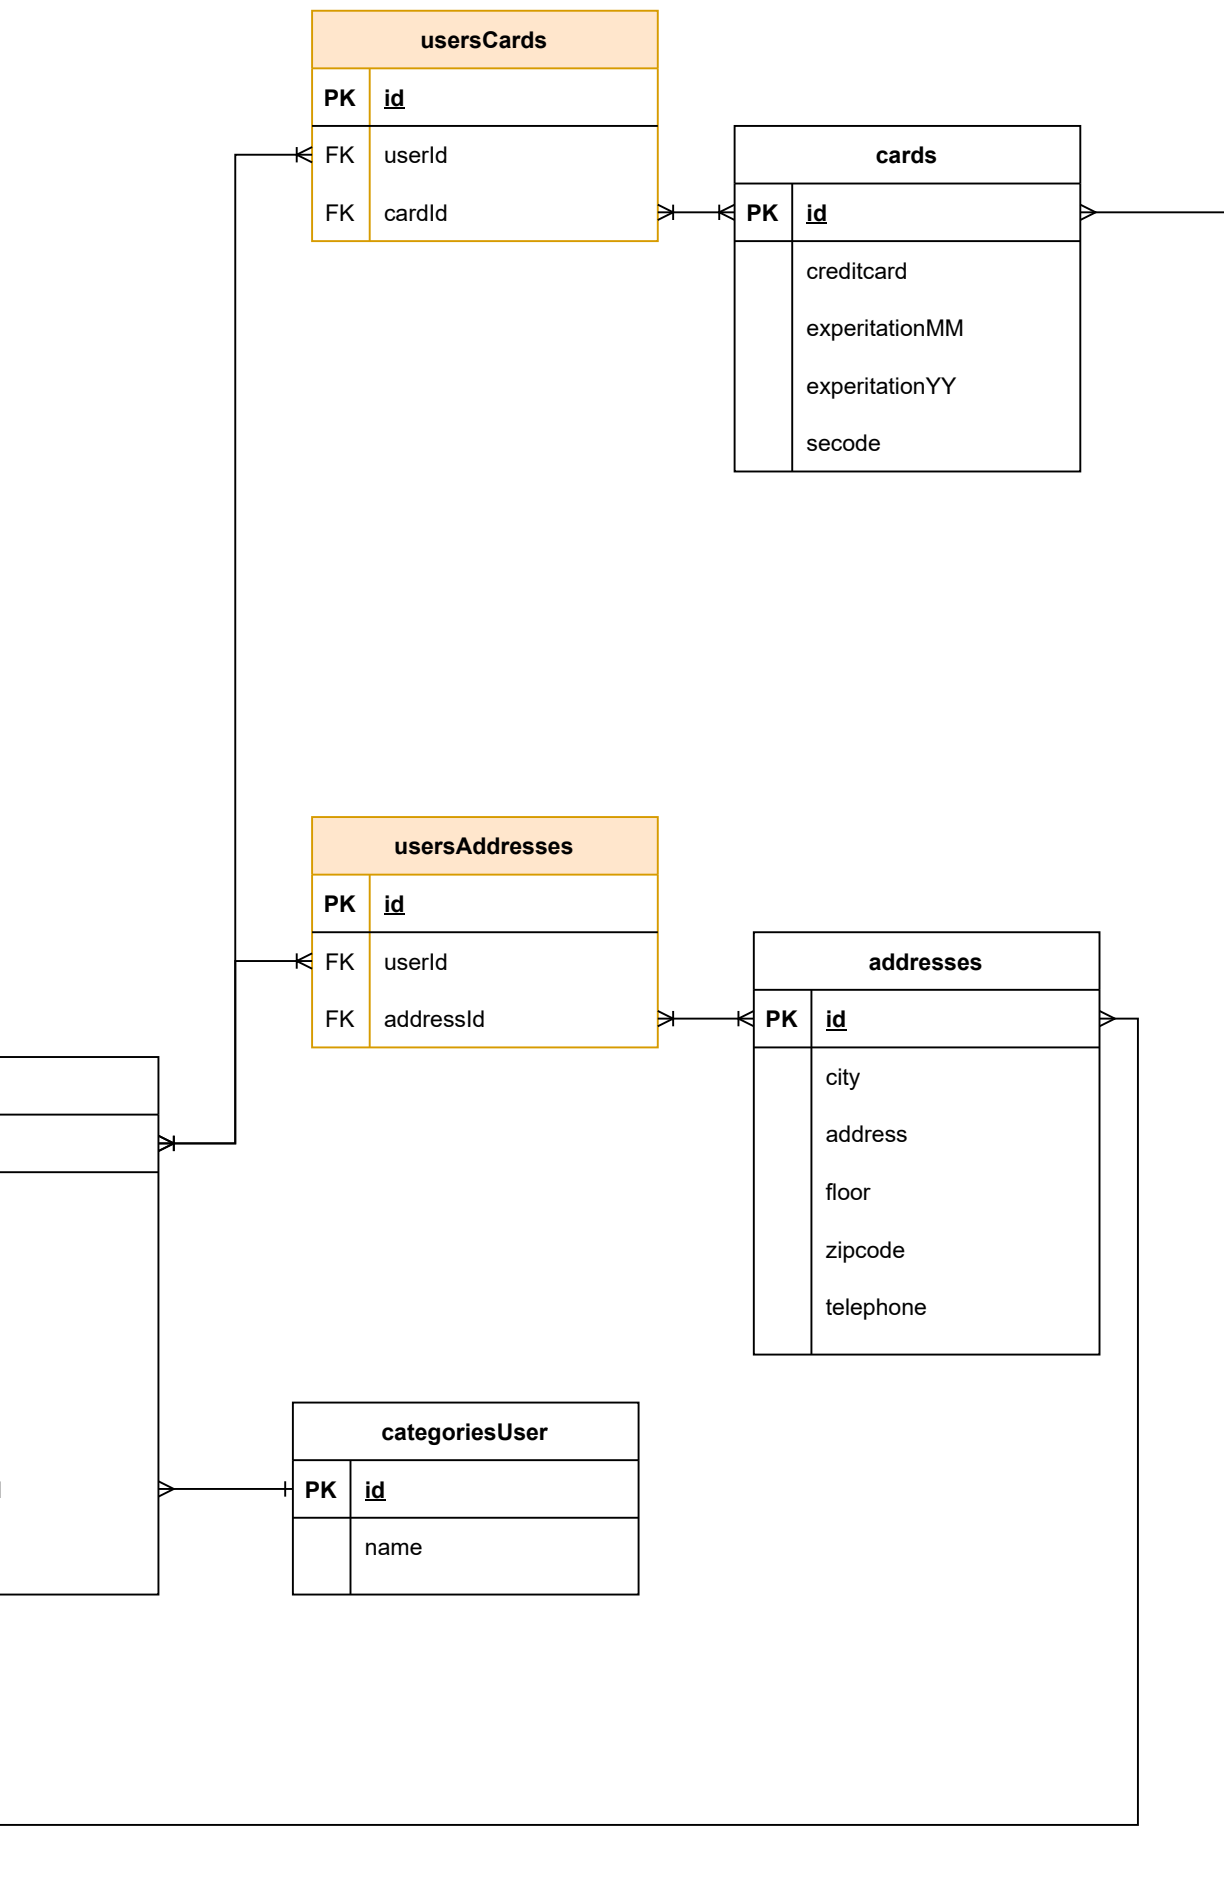 usersCards
PK id
FK userId
FK cardId
cards
PK id
creditcard
experitationMM
experitationYY
secode
usersAddresses
PK id
FK userId
FK addressId
addresses
PK id
city
address
floor
zipcode
telephone
categoriesUser
PK id
name